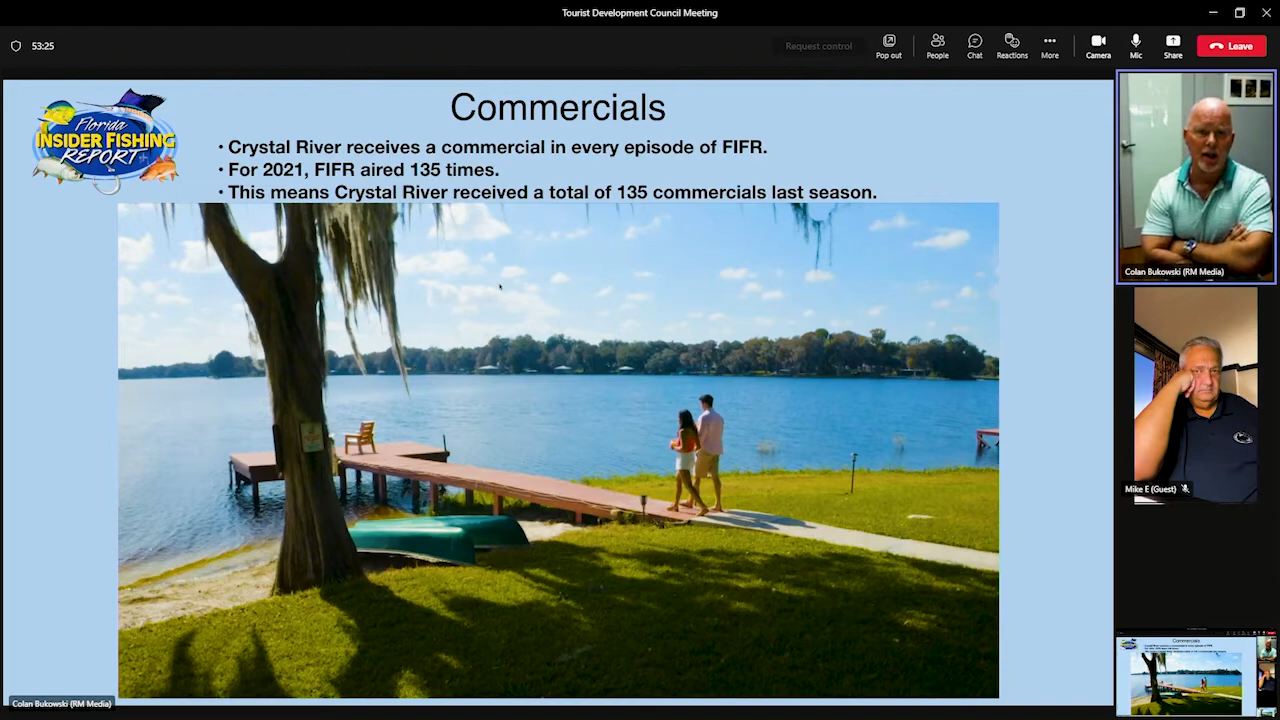 Tourist Development Council Meeting
53:25
Request control
Pop out
People
Chat
Reactions
More
Camera
Mic
Share
Leave
Florida
INSIDER FISHING
REPORT
Commercials
• Crystal River receives a commercial in every episode of FIFR.
• For 2021, FIFR aired 135 times.
• This means Crystal River received a total of 135 commercials last season.
Colan Bukowski (RM Media)
Mike E (Guest)
Colan Bukowski (RM Media)
Commercials